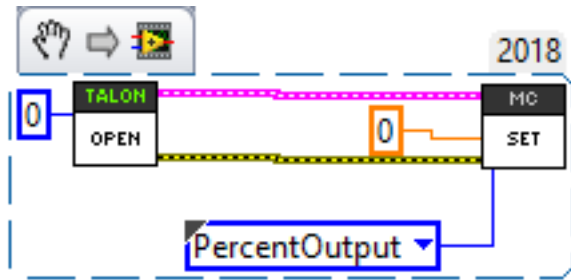 2018
TALON
OPEN
0
0
MC
SET
PercentOutput